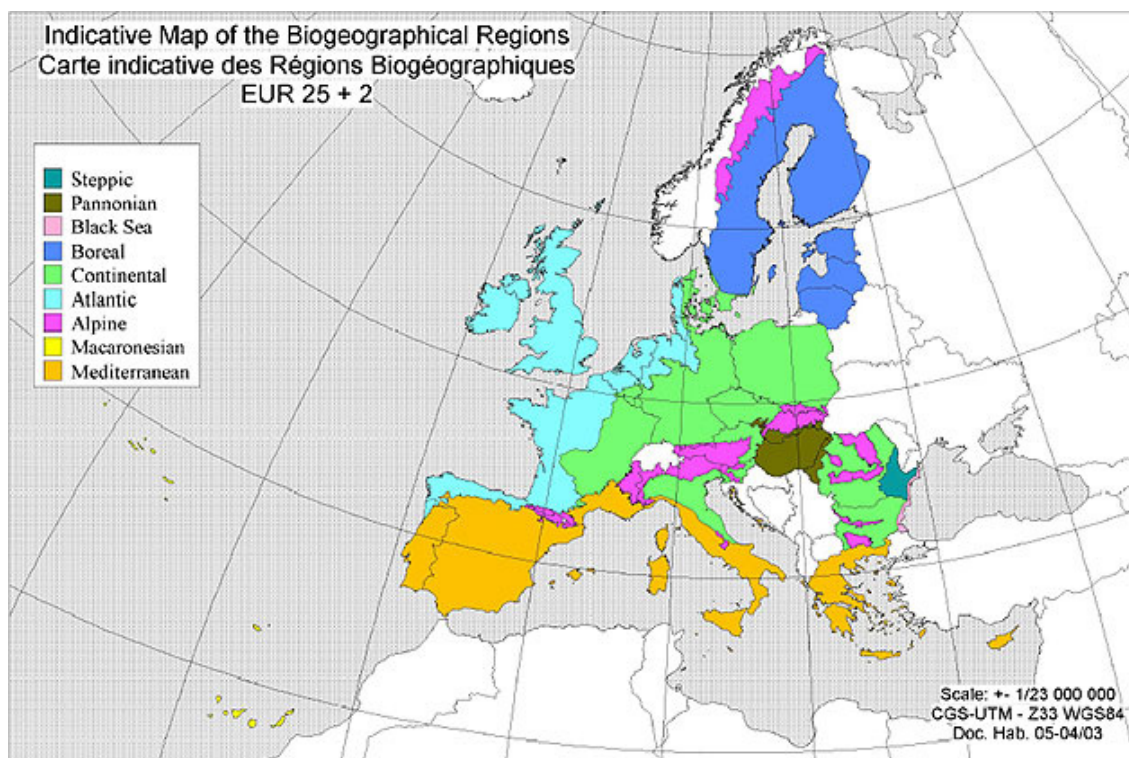 Indicative Map of the Biogeographical Regions
Carte indicative des Régions Biogéographiques
EUR 25 + 2
Steppic
Pannonian
Black Sea
Boreal
Continental
Atlantic
Alpine
Macaronesian
Mediterranean
Scale: +- 1/23 000 000
CGS-UTM - Z33 WGS84
Doc. Hab. 05-04/03